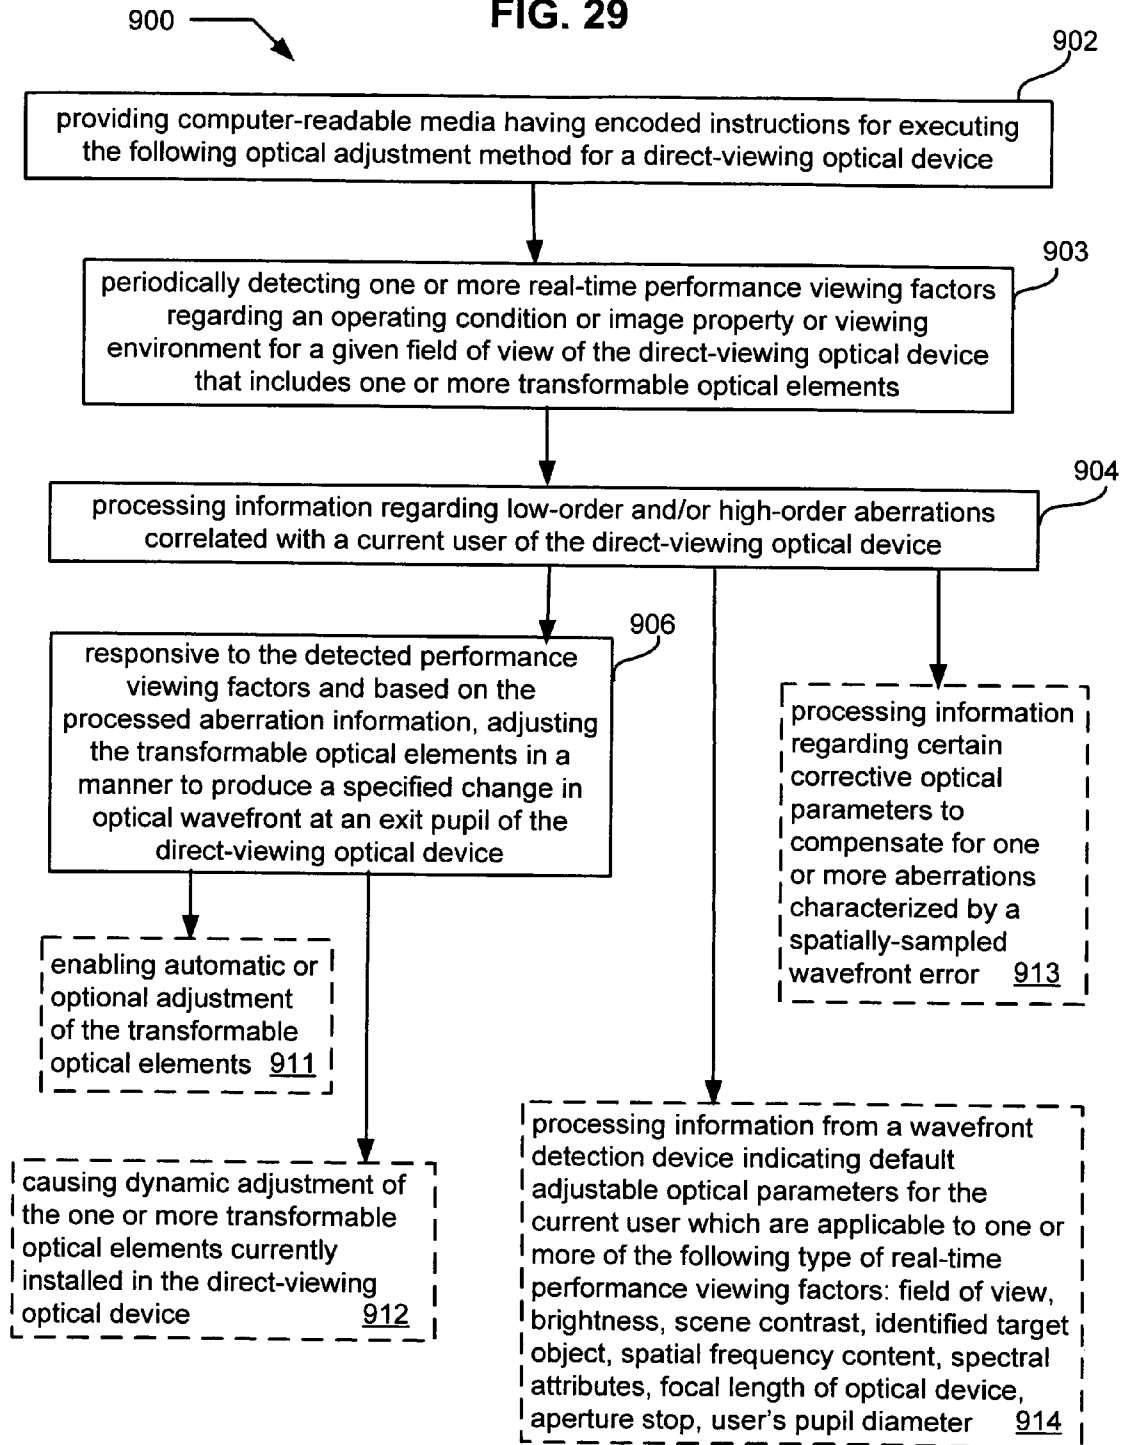 FIG. 29
900
902
providing computer-readable media having encoded instructions for executing
the following optical adjustment method for a direct-viewing optical device
903
periodically detecting one or more real-time performance viewing factors
regarding an operating condition or image property or viewing
environment for a given field of view of the direct-viewing optical device
that includes one or more transformable optical elements
904
processing information regarding low-order and/or high-order aberrations
correlated with a current user of the direct-viewing optical device
906
responsive to the detected performance
viewing factors and based on the
processed aberration information, adjusting
the transformable optical elements in a
manner to produce a specified change in
optical wavefront at an exit pupil of the
direct-viewing optical device
processing information
regarding certain
corrective optical
parameters to
compensate for one
or more aberrations
characterized by a
spatially-sampled
wavefront error 913
enabling automatic or
optional adjustment
of the transformable
optical elements 911
causing dynamic adjustment of
the one or more transformable
optical elements currently
installed in the direct-viewing
optical device 912
processing information from a wavefront
detection device indicating default
adjustable optical parameters for the
current user which are applicable to one or
more of the following type of real-time
performance viewing factors: field of view,
brightness, scene contrast, identified target
object, spatial frequency content, spectral
attributes, focal length of optical device,
aperture stop, user's pupil diameter 914